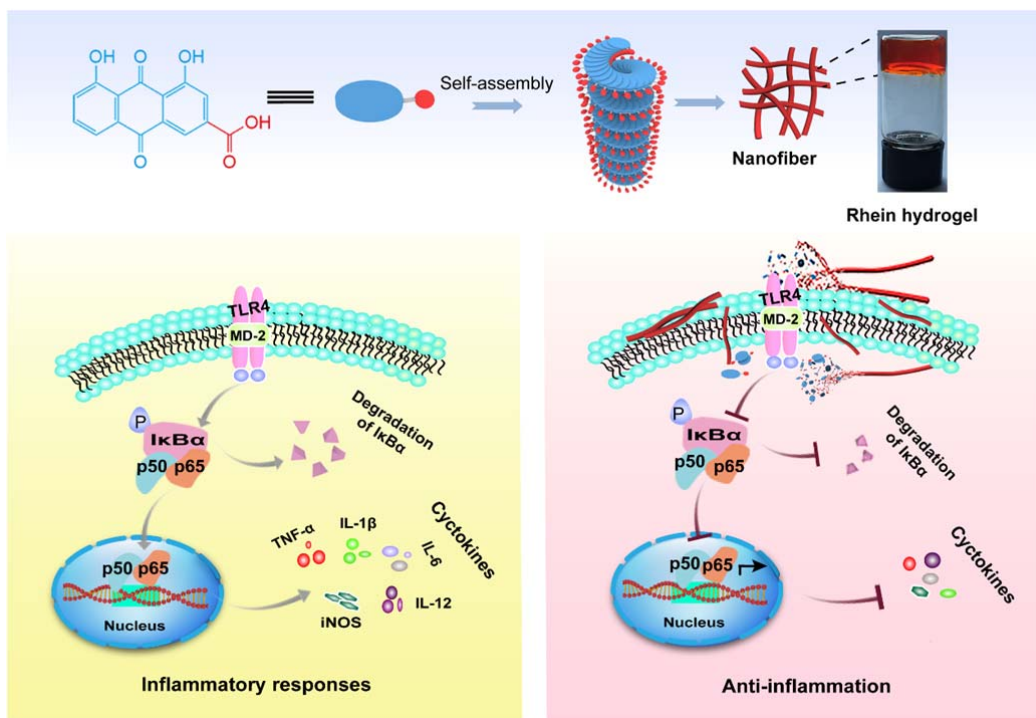 OH
O
OH
OH
O
O
Self-assembly
Nanofiber
Rhein hydrogel
TLR4
MD-2
P
IκBα
p50
p65
Degradation
of IκBα
p50
p65
Nucleus
TNF-α
IL-1β
IL-6
iNOS
IL-12
Cyctokines
Inflammatory responses
TLR4
MD-2
P
IκBα
p50
p65
Degradation
of IκBα
p50
p65
Nucleus
Cyctokines
Anti-inflammation